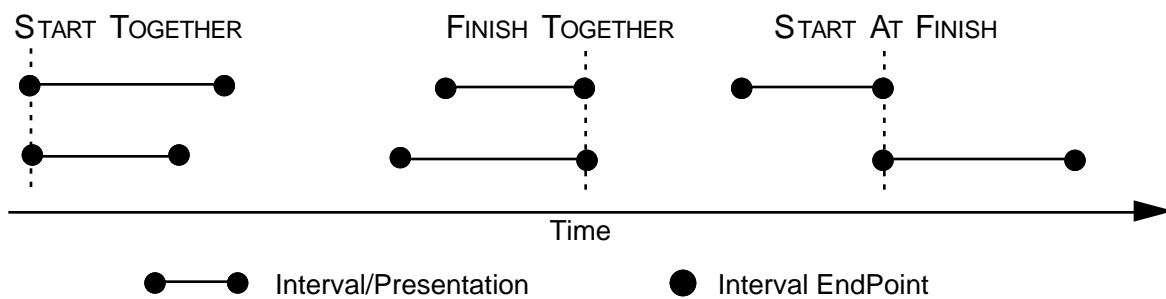 START TOGETHER FINISH TOGETHER START AT FINISH
Time
Interval/Presentation Interval EndPoint